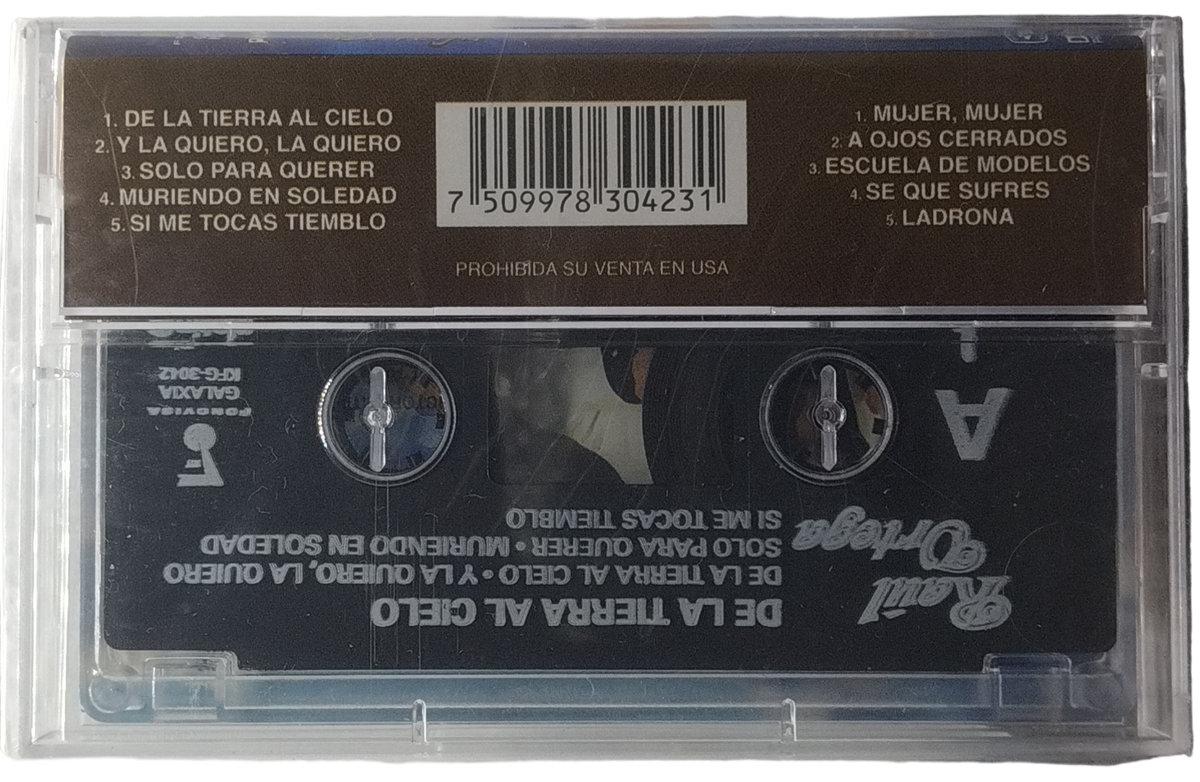 1. DE LA TIERRA AL CIELO
2. Y LA QUIERO, LA QUIERO
3. SOLO PARA QUERER
4. MURIENDO EN SOLEDAD
5. SI ME TOCAS TIEMBLO
7 509978 304231
1. MUJER, MUJER
2. A OJOS CERRADOS
3. ESCUELA DE MODELOS
4. SE QUE SUFRES
5. LADRONA
PROHIBIDA SU VENTA EN USA
Raúl
Ortega
DE LA TIERRA AL CIELO
DE LA TIERRA AL CIELO • Y LA QUIERO, LA QUIERO
SOLO PARA QUERER • MURIENDO EN SOLEDAD
SI ME TOCAS TIEMBLO
A
FONOVISA
GALAXIA
KFG-3042